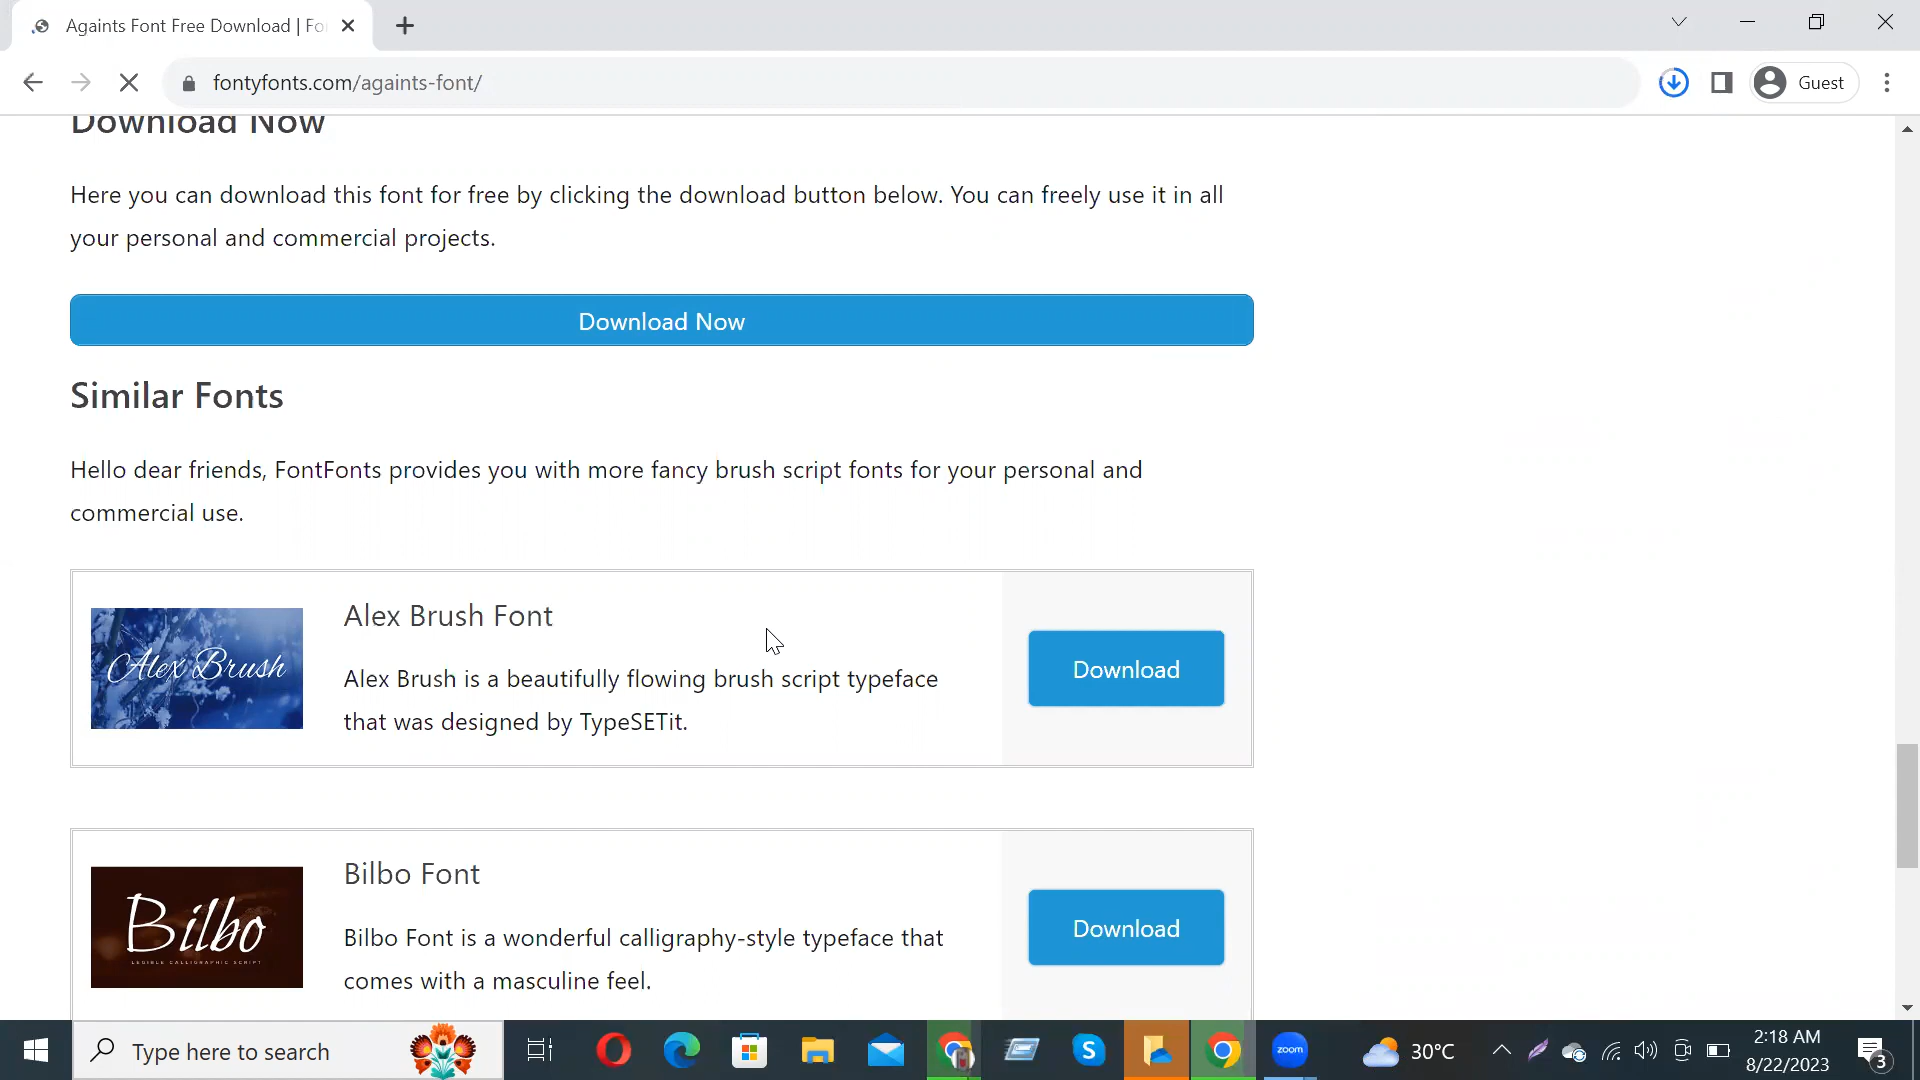 Againts Font Free Download | Fo
fontyfonts.com/againts-font/
Guest
Download Now
Here you can download this font for free by clicking the download button below. You can freely use it in all
your personal and commercial projects.
Download Now
Similar Fonts
Hello dear friends, FontFonts provides you with more fancy brush script fonts for your personal and
commercial use.
Alex Brush
Alex Brush Font
Alex Brush is a beautifully flowing brush script typeface
that was designed by TypeSETit.
Download
Bilbo
LEGIBLE CALLIGRAPHIC SCRIPT
Bilbo Font
Bilbo Font is a wonderful calligraphy-style typeface that
comes with a masculine feel.
Download
Type here to search
zoom
30°C
2:18 AM
8/22/2023
3